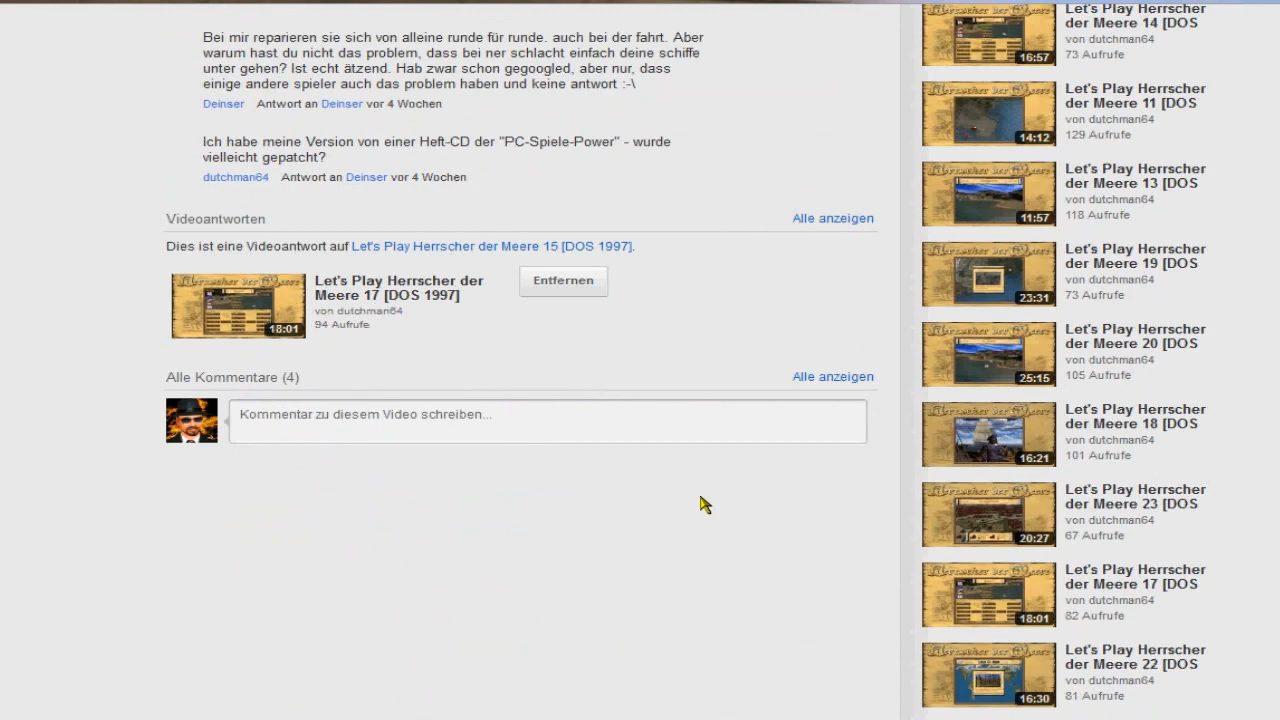 Bei mir rennen sie sich von alleine runde für runde, auch bei der fahrt. Aber
warum hast du nicht das problem, dass bei ner schlacht einfach deine schiffe
unter gehen? Ist echt ätzend. Hab zwar schon gegoogled, aber nur, dass
einige anders spieler auch das problem haben und keine antwort :-\
Deinser Antwort an Deinser vor 4 Wochen
Ich habe meine Version von einer Heft-CD der "PC-Spiele-Power" - wurde
vielleicht gepatcht?
dutchman64 Antwort an Deinser vor 4 Wochen
Videoantworten Alle anzeigen
Dies ist eine Videoantwort auf Let's Play Herrscher der Meere 15 [DOS 1997].
Let's Play Herrscher der
Meere 17 [DOS 1997]
von dutchman64
94 Aufrufe
18:01
Entfernen
Alle Kommentare (4) Alle anzeigen
Kommentar zu diesem Video schreiben...
Let's Play Herrscher
der Meere 14 [DOS
von dutchman64
73 Aufrufe
16:57
Let's Play Herrscher
der Meere 11 [DOS
von dutchman64
129 Aufrufe
14:12
Let's Play Herrscher
der Meere 13 [DOS
von dutchman64
118 Aufrufe
11:57
Let's Play Herrscher
der Meere 19 [DOS
von dutchman64
73 Aufrufe
23:31
Let's Play Herrscher
der Meere 20 [DOS
von dutchman64
105 Aufrufe
25:15
Let's Play Herrscher
der Meere 18 [DOS
von dutchman64
101 Aufrufe
16:21
Let's Play Herrscher
der Meere 23 [DOS
von dutchman64
67 Aufrufe
20:27
Let's Play Herrscher
der Meere 17 [DOS
von dutchman64
82 Aufrufe
18:01
Let's Play Herrscher
der Meere 22 [DOS
von dutchman64
81 Aufrufe
16:30